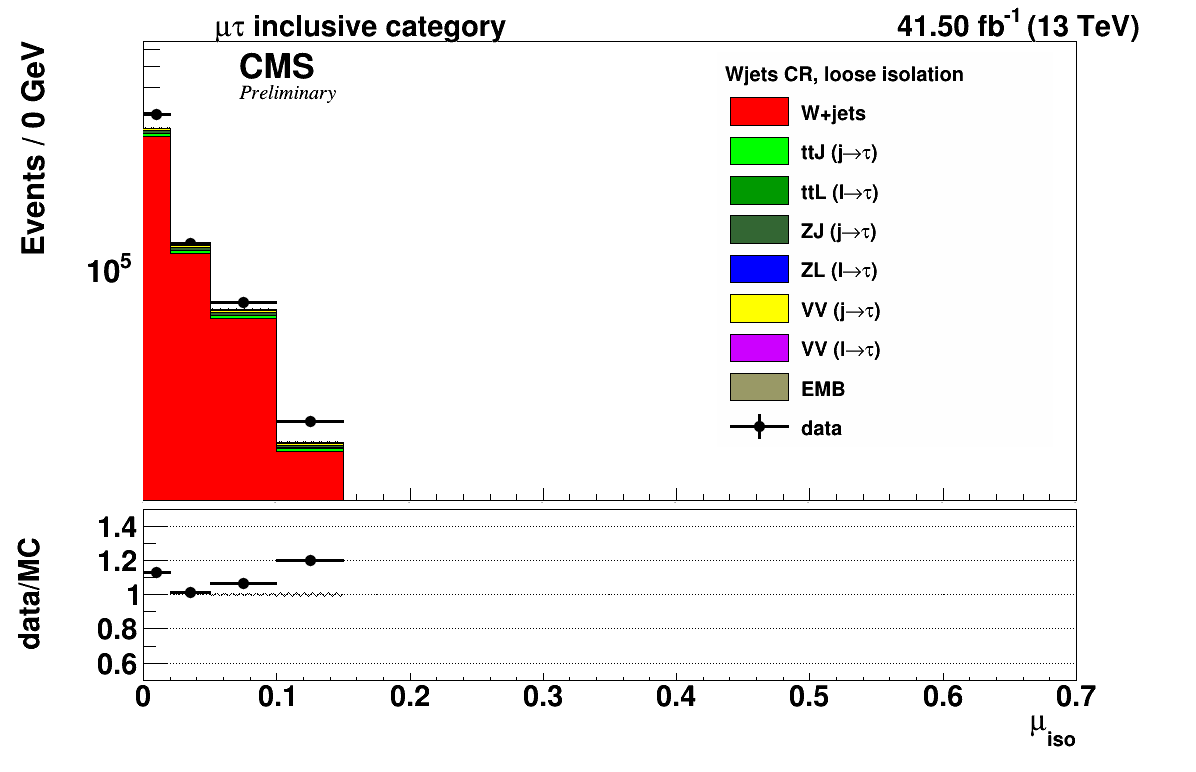 μτ inclusive category
41.50 fb⁻¹ (13 TeV)
Events / 0 GeV
CMS
Preliminary
Wjets CR, loose isolation
W+jets
ttJ (j→τ)
ttL (l→τ)
ZJ (j→τ)
ZL (l→τ)
VV (j→τ)
VV (l→τ)
EMB
data
10⁵
data/MC
1.4
1.2
1
0.8
0.6
0 0.1 0.2 0.3 0.4 0.5 0.6 0.7
μ_iso